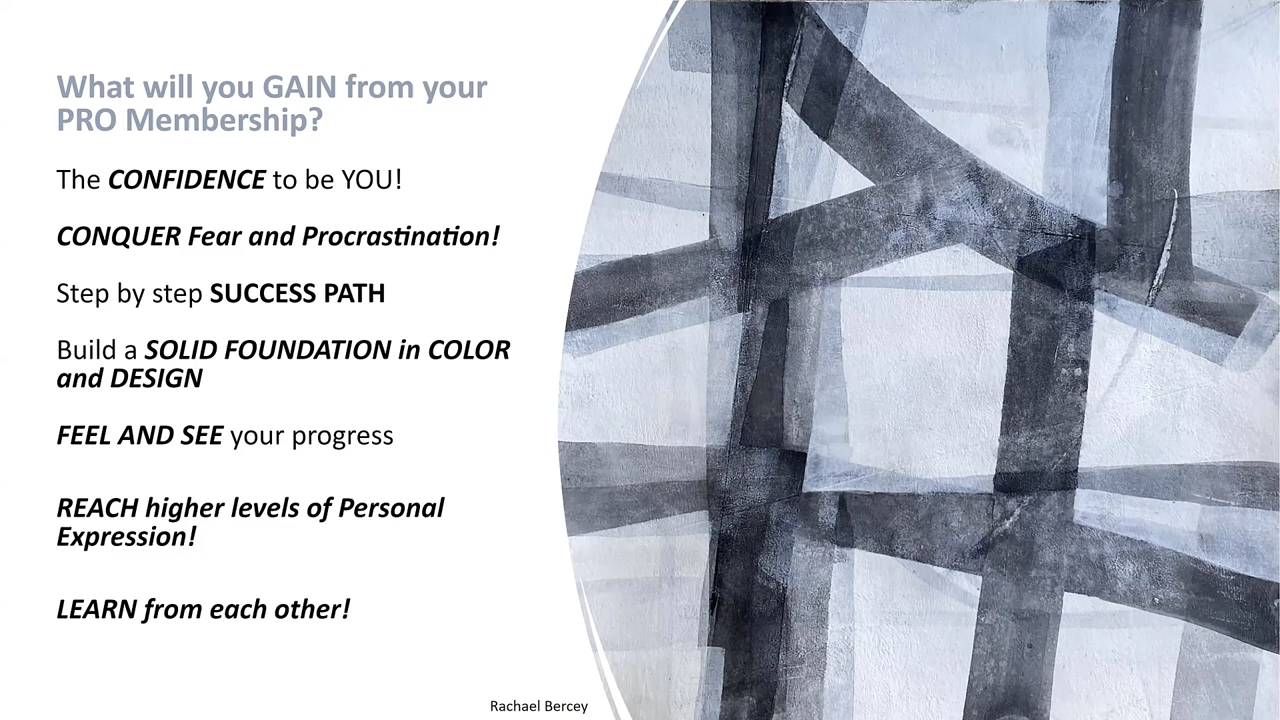 What will you GAIN from your
PRO Membership?
The CONFIDENCE to be YOU!
CONQUER Fear and Procrastination!
Step by step SUCCESS PATH
Build a SOLID FOUNDATION in COLOR
and DESIGN
FEEL AND SEE your progress
REACH higher levels of Personal
Expression!
LEARN from each other!
Rachael Bercey